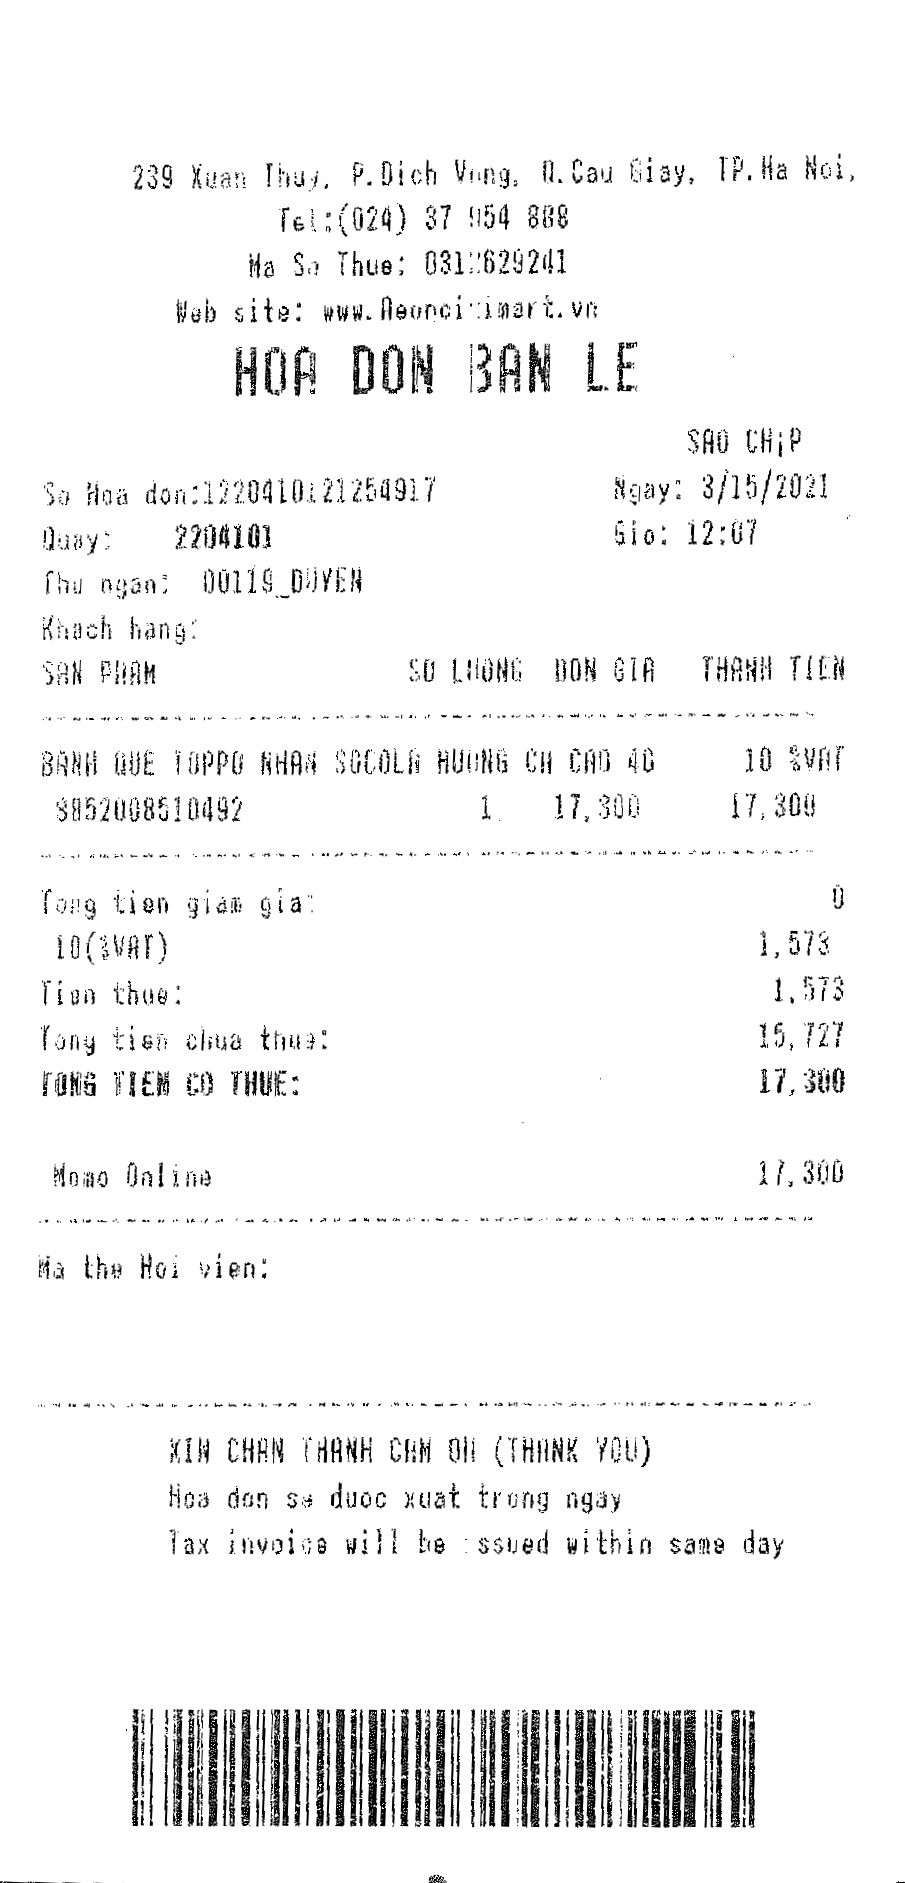 239 Xuan Thuy, P.Dich Vong, Q.Cau Giay, TP.Ha Noi,
Tel:(024) 37 954 888
Ma So Thue: 0312629241
Web site: www.Aeoncitimart.vn
HOA DON BAN LE
SAO CH¡P
So Hoa don:1220410121254917
Ngay: 3/15/2021
Quay: 2204101
Gio: 12:07
Thu ngan: 00119_DUYEN
Khach hang:
SAN PHAM SO LUONG DON GIA THANH TIEN
BANH QUE TOPPO NHAN SOCOLA HUONG CH CAO 40 10 %VAT
8852008510492 1 17,300 17,300
Tong tien giam gia: 0
10(%VAT) 1,573
Tien thue: 1,573
Tong tien chua thue: 15,727
TONG TIEN CO THUE: 17,300
Momo Online 17,300
Ma the Hoi vien:
XIN CHAN THANH CAM ON (THANK YOU)
Hoa don se duoc xuat trong ngay
Tax invoice will be issued within same day